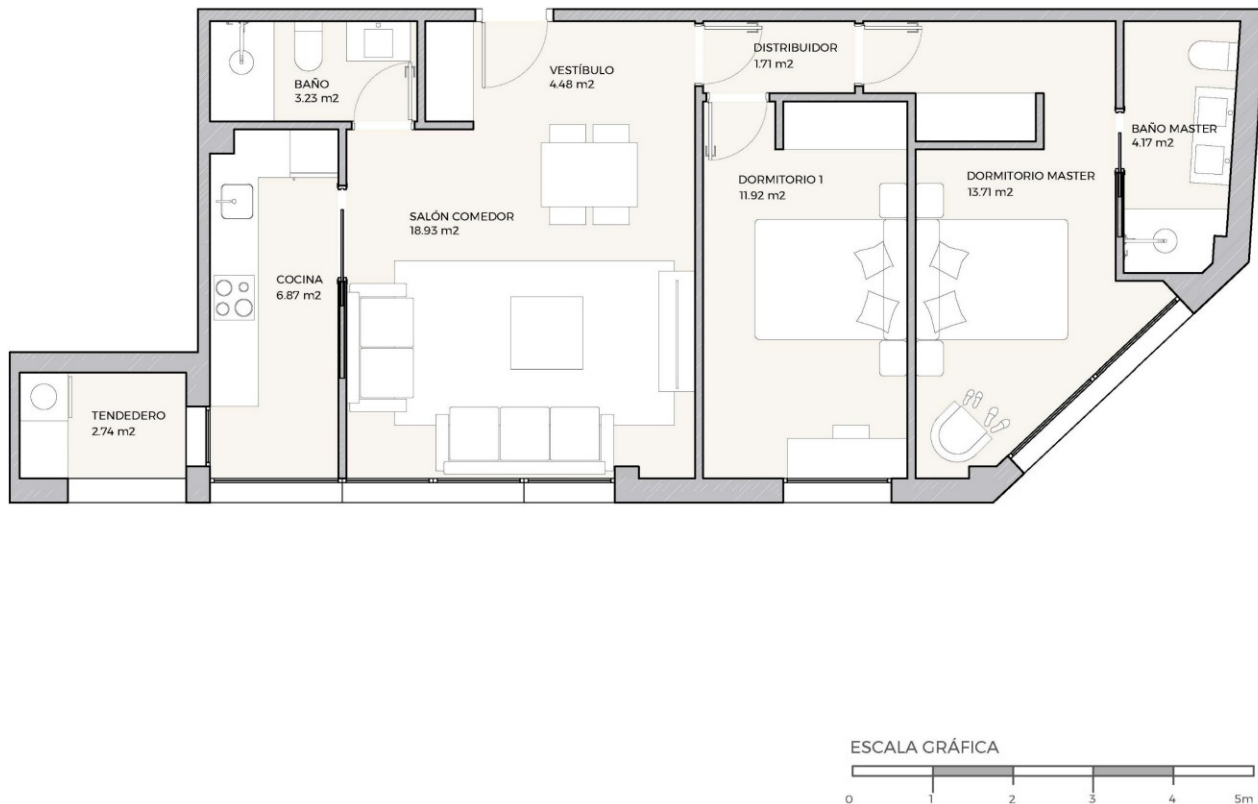 BAÑO
3.23 m2
VESTÍBULO
4.48 m2
DISTRIBUIDOR
1.71 m2
BAÑO MASTER
4.17 m2
DORMITORIO 1
11.92 m2
DORMITORIO MASTER
13.71 m2
SALÓN COMEDOR
18.93 m2
COCINA
6.87 m2
TENDEDERO
2.74 m2
ESCALA GRÁFICA
0 1 2 3 4 5m